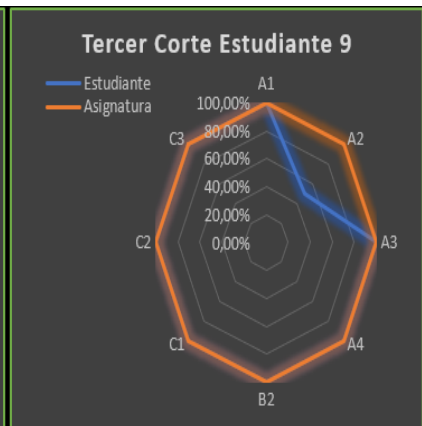 Tercer Corte Estudiante 9
Estudiante
Asignatura
A1
100,00%
80,00%
60,00%
40,00%
20,00%
0,00%
A2
A3
A4
B2
C1
C2
C3